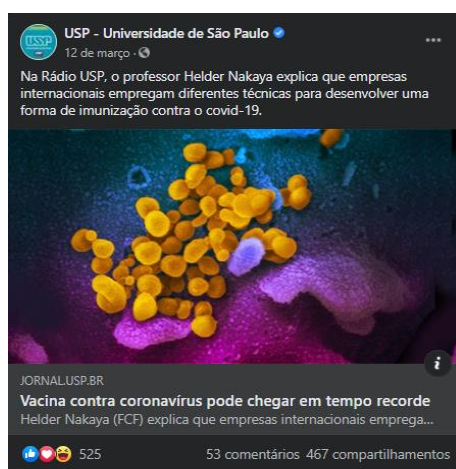 USP - Universidade de São Paulo
12 de março
Na Rádio USP, o professor Helder Nakaya explica que empresas
internacionais empregam diferentes técnicas para desenvolver uma
forma de imunização contra o covid-19.
JORNAL.USP.BR
Vacina contra coronavírus pode chegar em tempo recorde
Helder Nakaya (FCF) explica que empresas internacionais emprega...
525 53 comentários 467 compartilhamentos